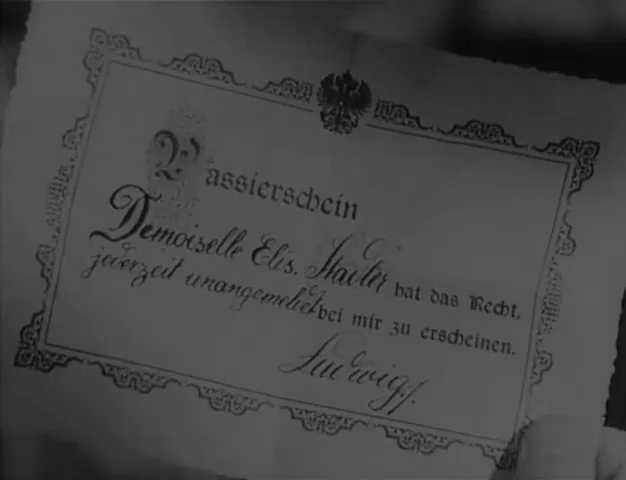 Passierschein
Demoiselle Elis. Stadler hat das Recht.
jederzeit unangemeldet bei mir zu erscheinen.
Ludwig